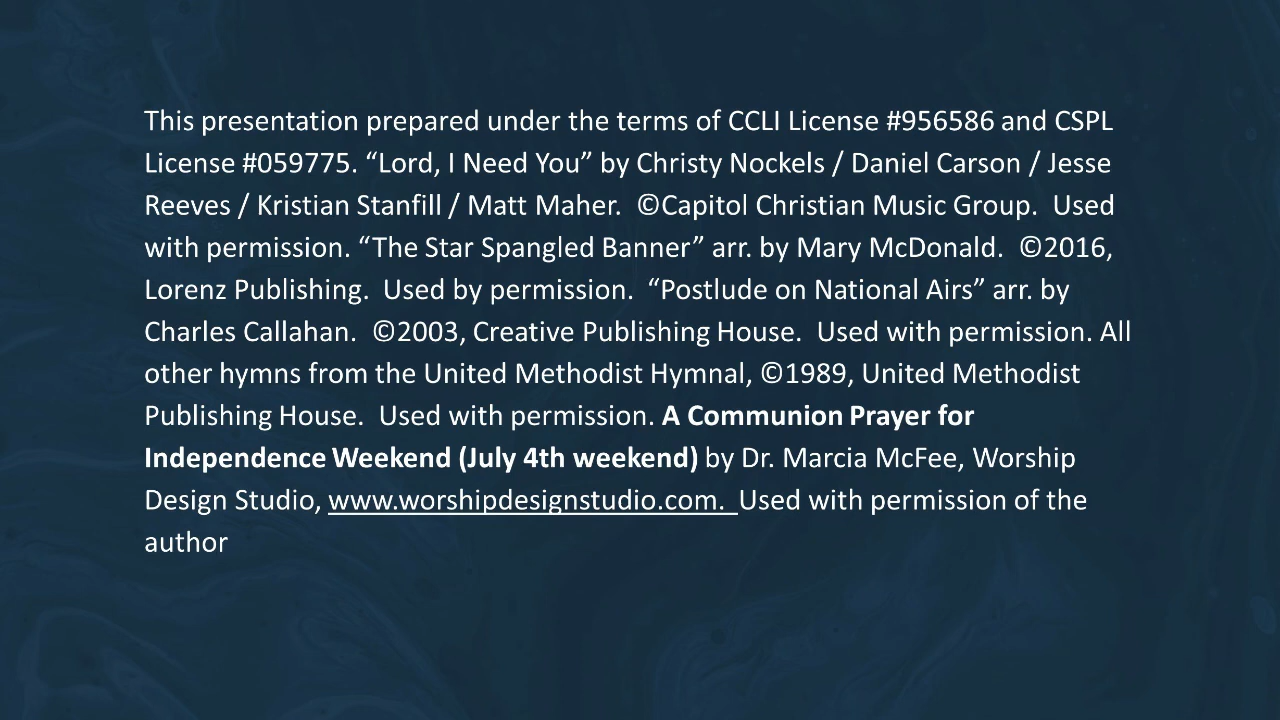 This presentation prepared under the terms of CCLI License #956586 and CSPL
License #059775. “Lord, I Need You” by Christy Nockels / Daniel Carson / Jesse
Reeves / Kristian Stanfill / Matt Maher.  ©Capitol Christian Music Group.  Used
with permission. “The Star Spangled Banner” arr. by Mary McDonald.  ©2016,
Lorenz Publishing.  Used by permission.  “Postlude on National Airs” arr. by
Charles Callahan.  ©2003, Creative Publishing House.  Used with permission. All
other hymns from the United Methodist Hymnal, ©1989, United Methodist
Publishing House.  Used with permission. A Communion Prayer for
Independence Weekend (July 4th weekend) by Dr. Marcia McFee, Worship
Design Studio, www.worshipdesignstudio.com.  Used with permission of the
author